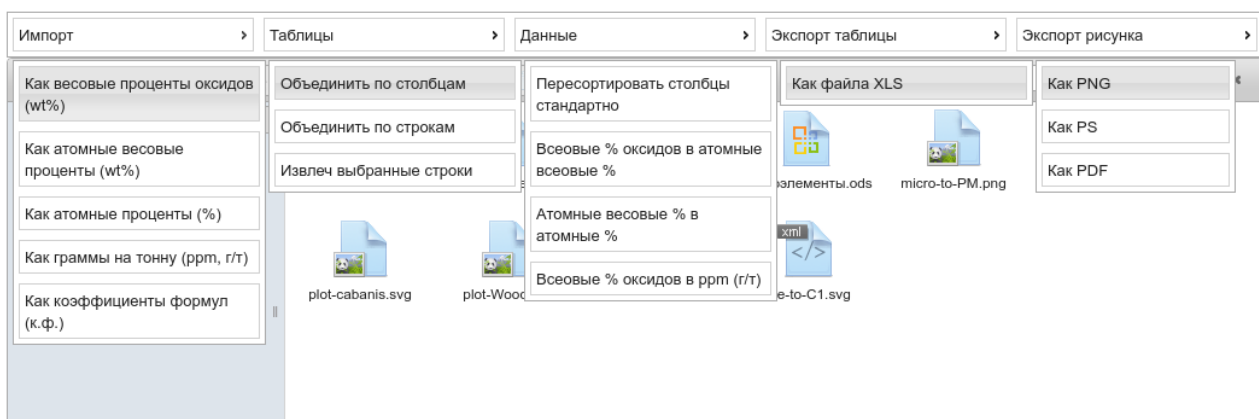 Импорт
Таблицы
Данные
Экспорт таблицы
Экспорт рисунка
Как весовые проценты оксидов
(wt%)
Как атомные весовые
проценты (wt%)
Как атомные проценты (%)
Как граммы на тонну (ppm, г/т)
Как коэффициенты формул
(к.ф.)
Объединить по столбцам
Объединить по строкам
Извлеч выбранные строки
Пересортировать столбцы
стандартно
Всеовые % оксидов в атомные
всеовые %
Атомные весовые % в
атомные %
Всеовые % оксидов в ppm (г/т)
Как файла XLS
Как PNG
Как PS
Как PDF
элементы.ods
micro-to-PM.png
xml
plot-cabanis.svg
plot-Wood
e-to-C1.svg